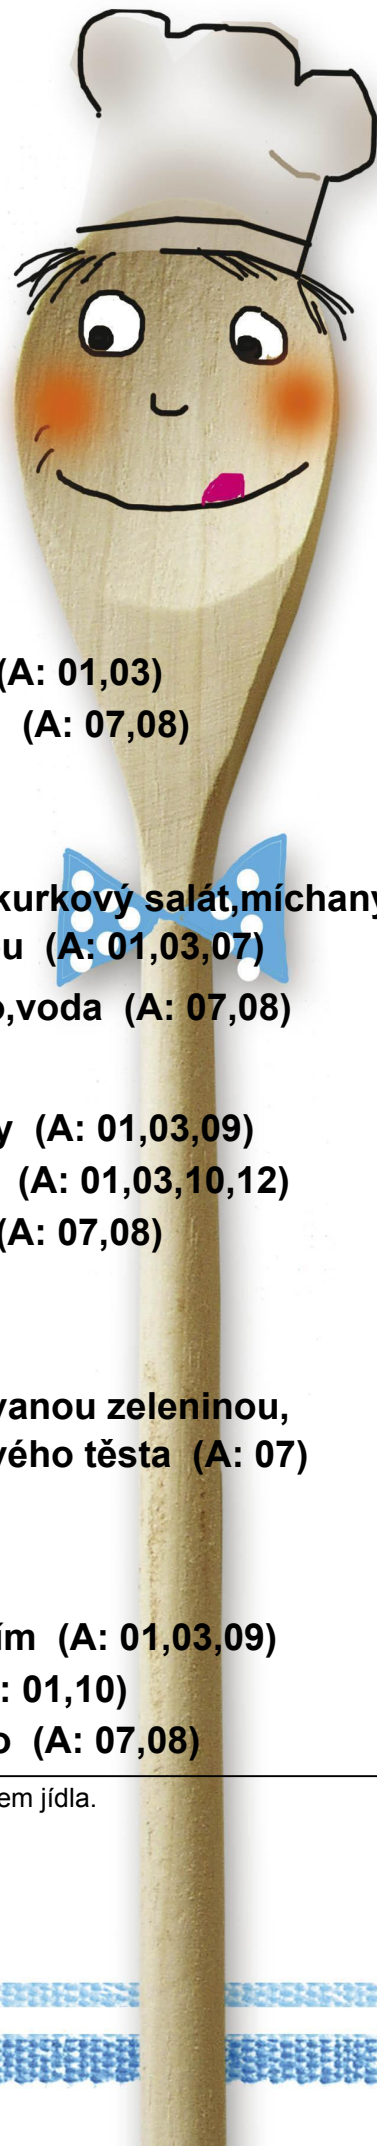 (A: 01,03)
(A: 07,08)
kurkový salát,míchaný
u (A: 01,03,07)
,voda (A: 07,08)
y (A: 01,03,09)
(A: 01,03,10,12)
(A: 07,08)
vanou zeleninou,
vého těsta (A: 07)
ím (A: 01,03,09)
: 01,10)
o (A: 07,08)
em jídla.